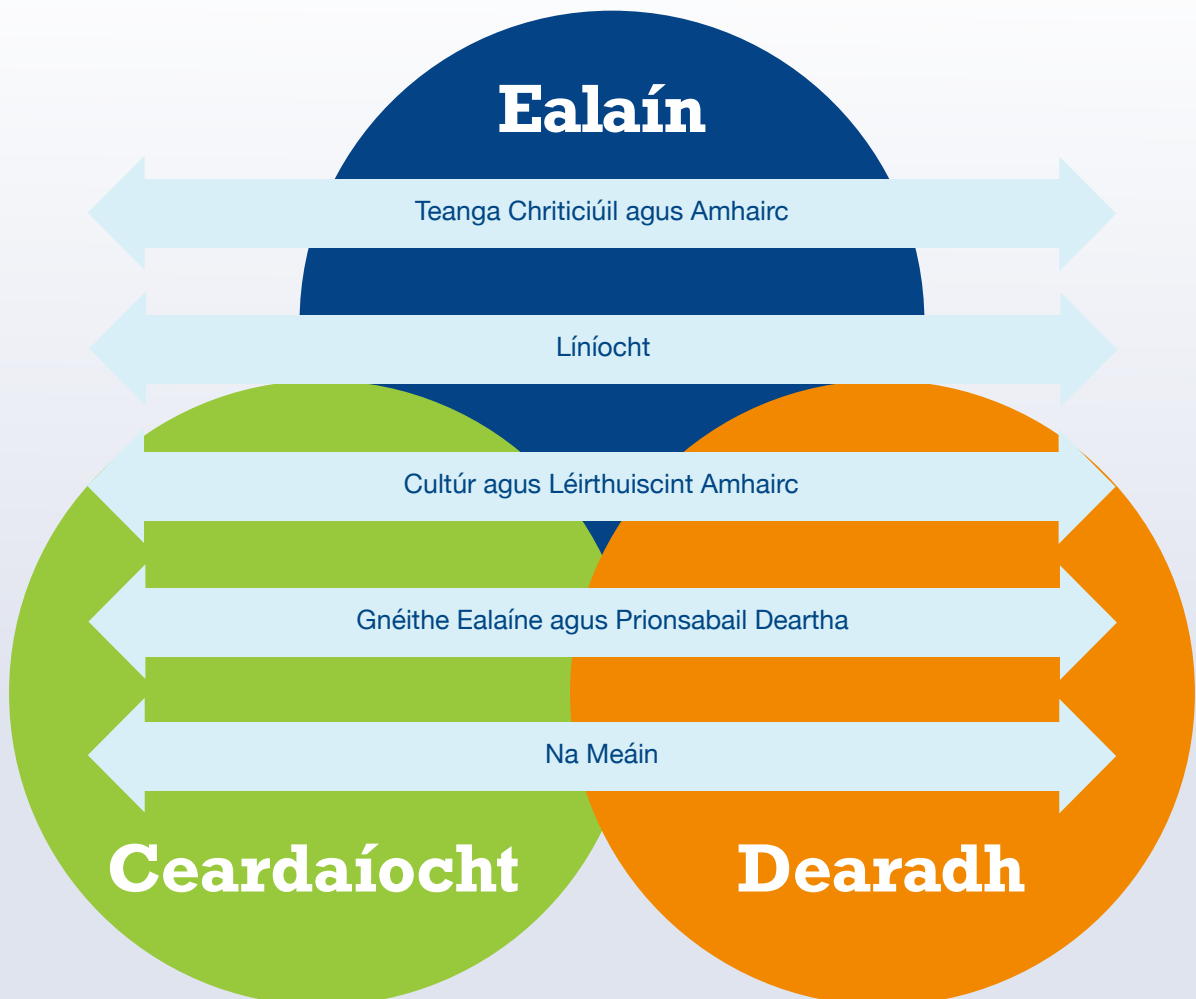 Ealaín
Teanga Chriticiúil agus Amhairc
Líníocht
Cultúr agus Léirthuiscint Amhairc
Gnéithe Ealaíne agus Prionsabail Deartha
Na Meáin
Ceardaíocht
Dearadh